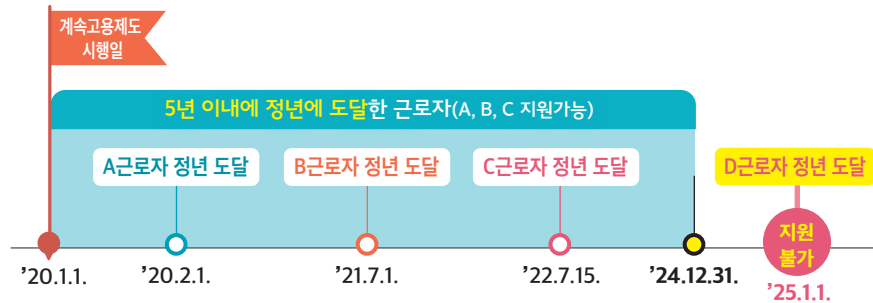 계속고용제도
시행일
5년 이내에 정년에 도달한 근로자(A, B, C 지원가능)
A근로자 정년 도달
B근로자 정년 도달
C근로자 정년 도달
D근로자 정년 도달
지원
불가
’20.1.1.
’20.2.1.
’21.7.1.
’22.7.15.
’24.12.31.
’25.1.1.